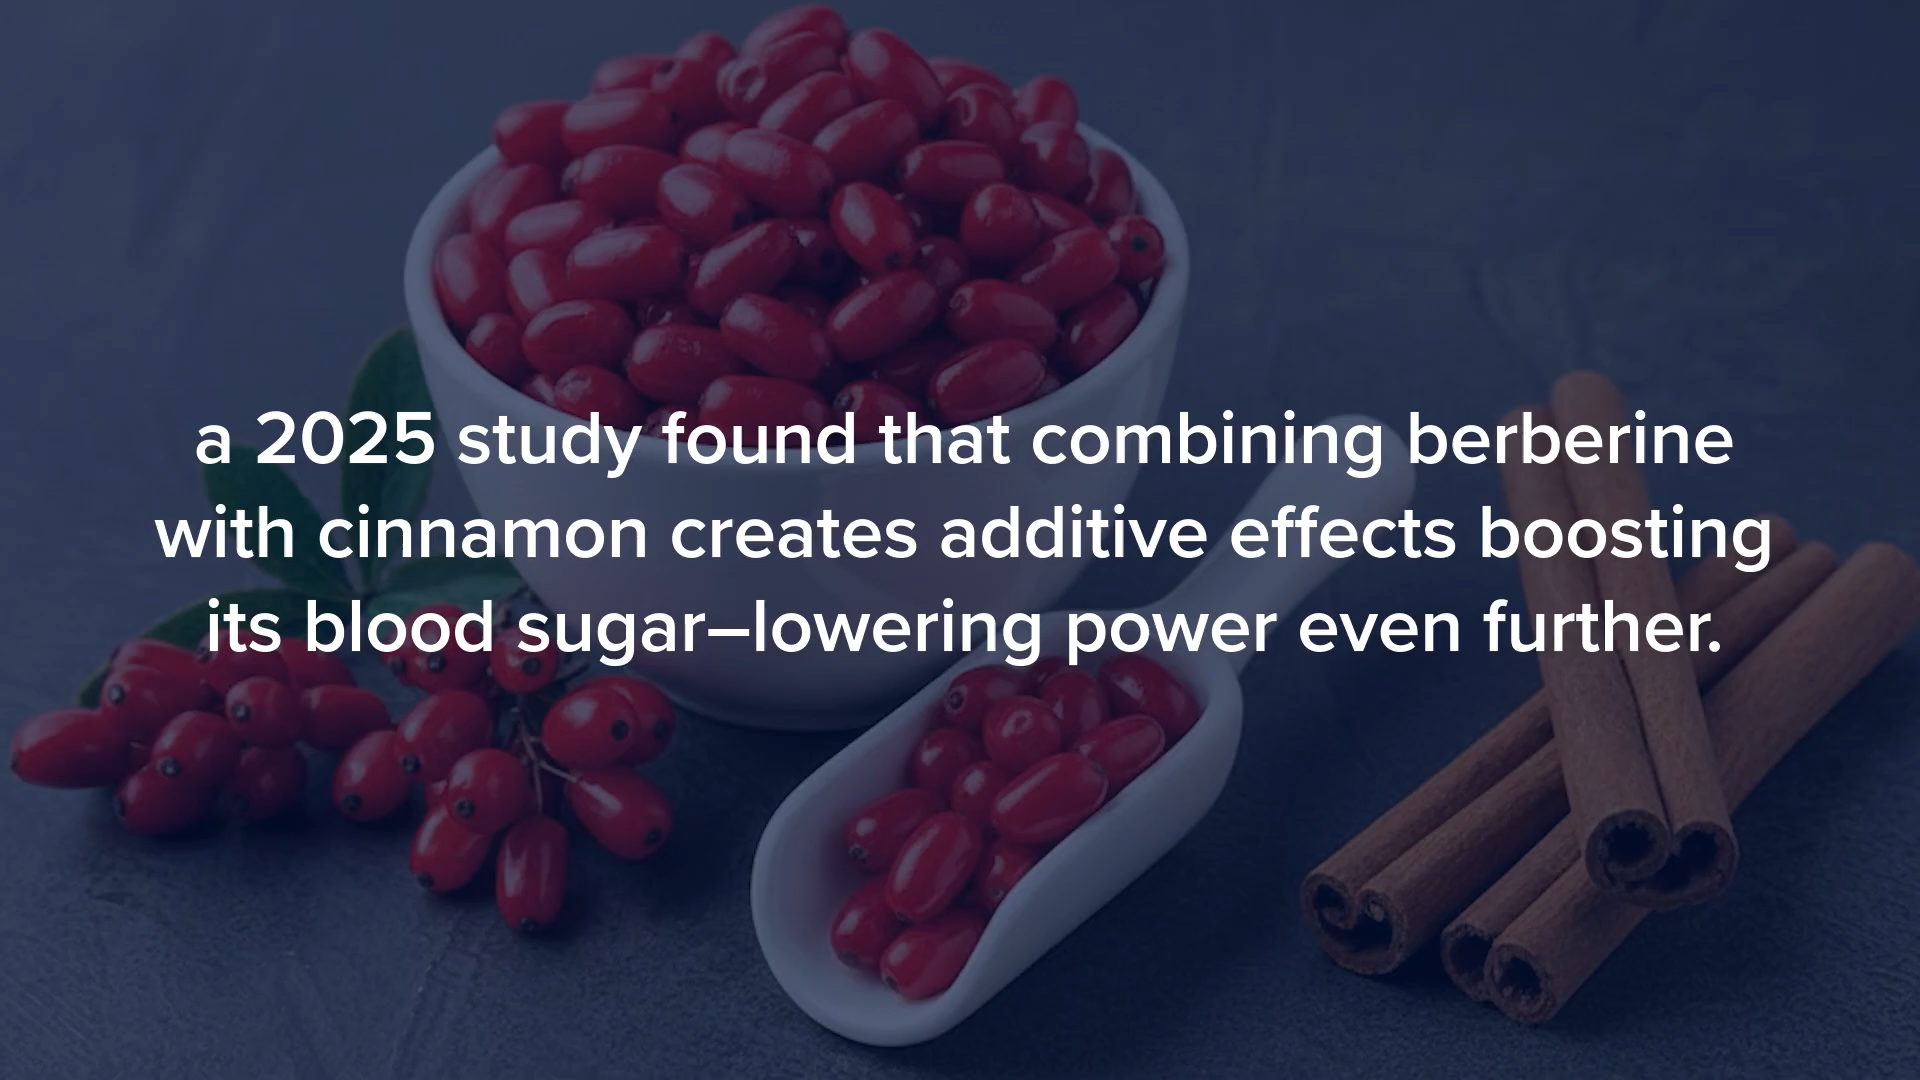 a 2025 study found that combining berberine
with cinnamon creates additive effects boosting
its blood sugar–lowering power even further.